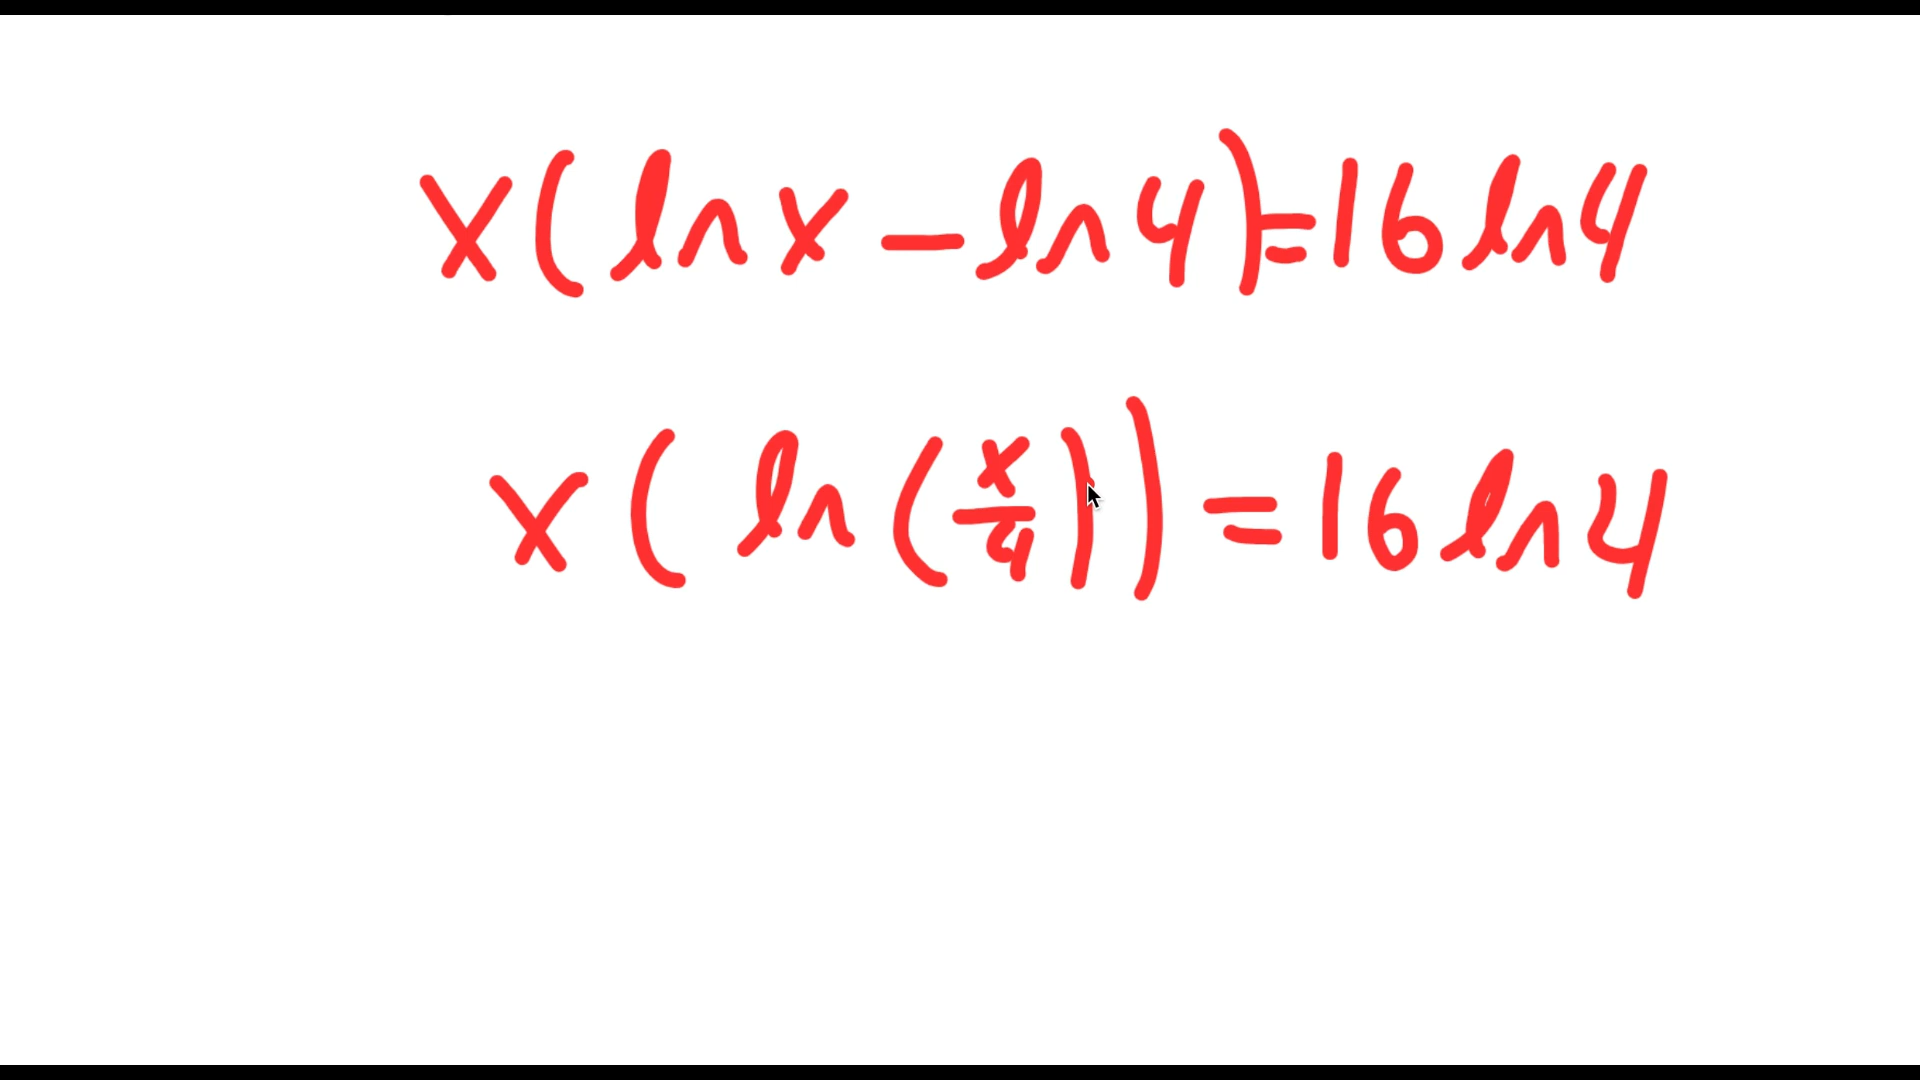 x(ln x - ln 4) = 16 ln 4
x(ln(x/4)) = 16 ln 4